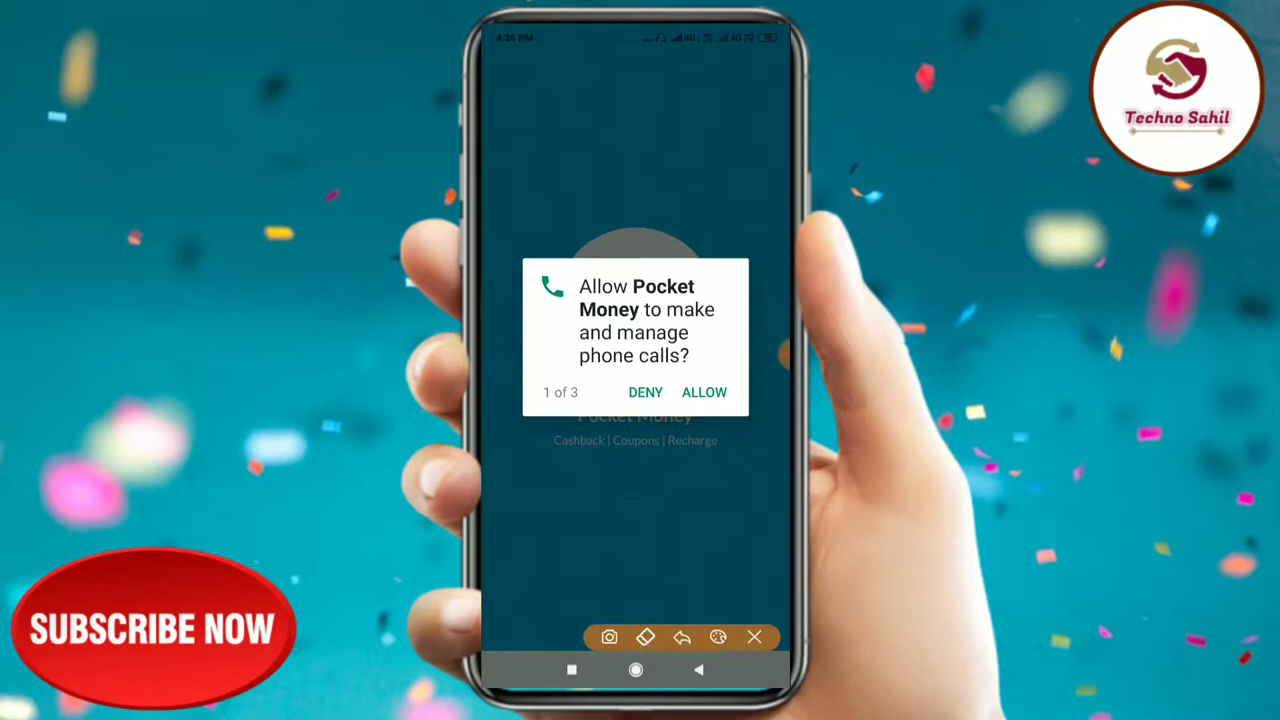 4:36 PM
Techno Sahil
Allow Pocket
Money to make
and manage
phone calls?
1 of 3
DENY
ALLOW
Pocket Money
Cashback | Coupons | Recharge
SUBSCRIBE NOW